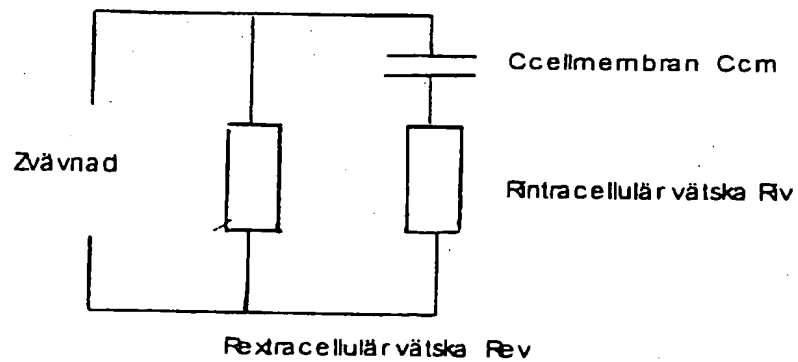 Ccellmembran Ccm
Zvävnad
Rintracellulär vätska Riv
Rextracellulär vätska Rev